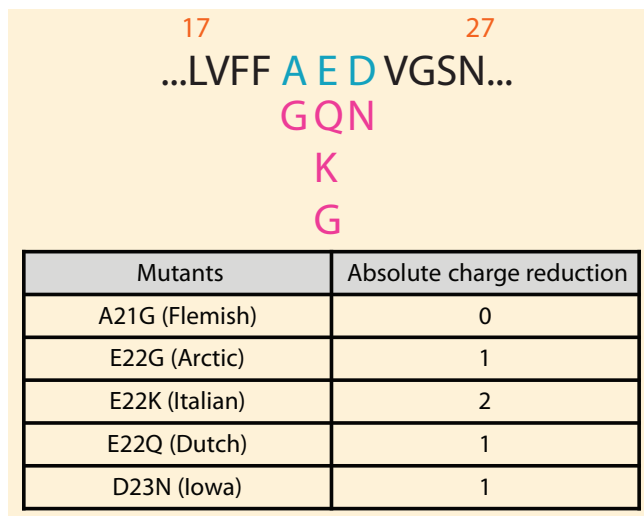 17 27
...LVFF A E D VGSN...
G Q N
K
G
Mutants Absolute charge reduction
A21G (Flemish) 0
E22G (Arctic) 1
E22K (Italian) 2
E22Q (Dutch) 1
D23N (Iowa) 1